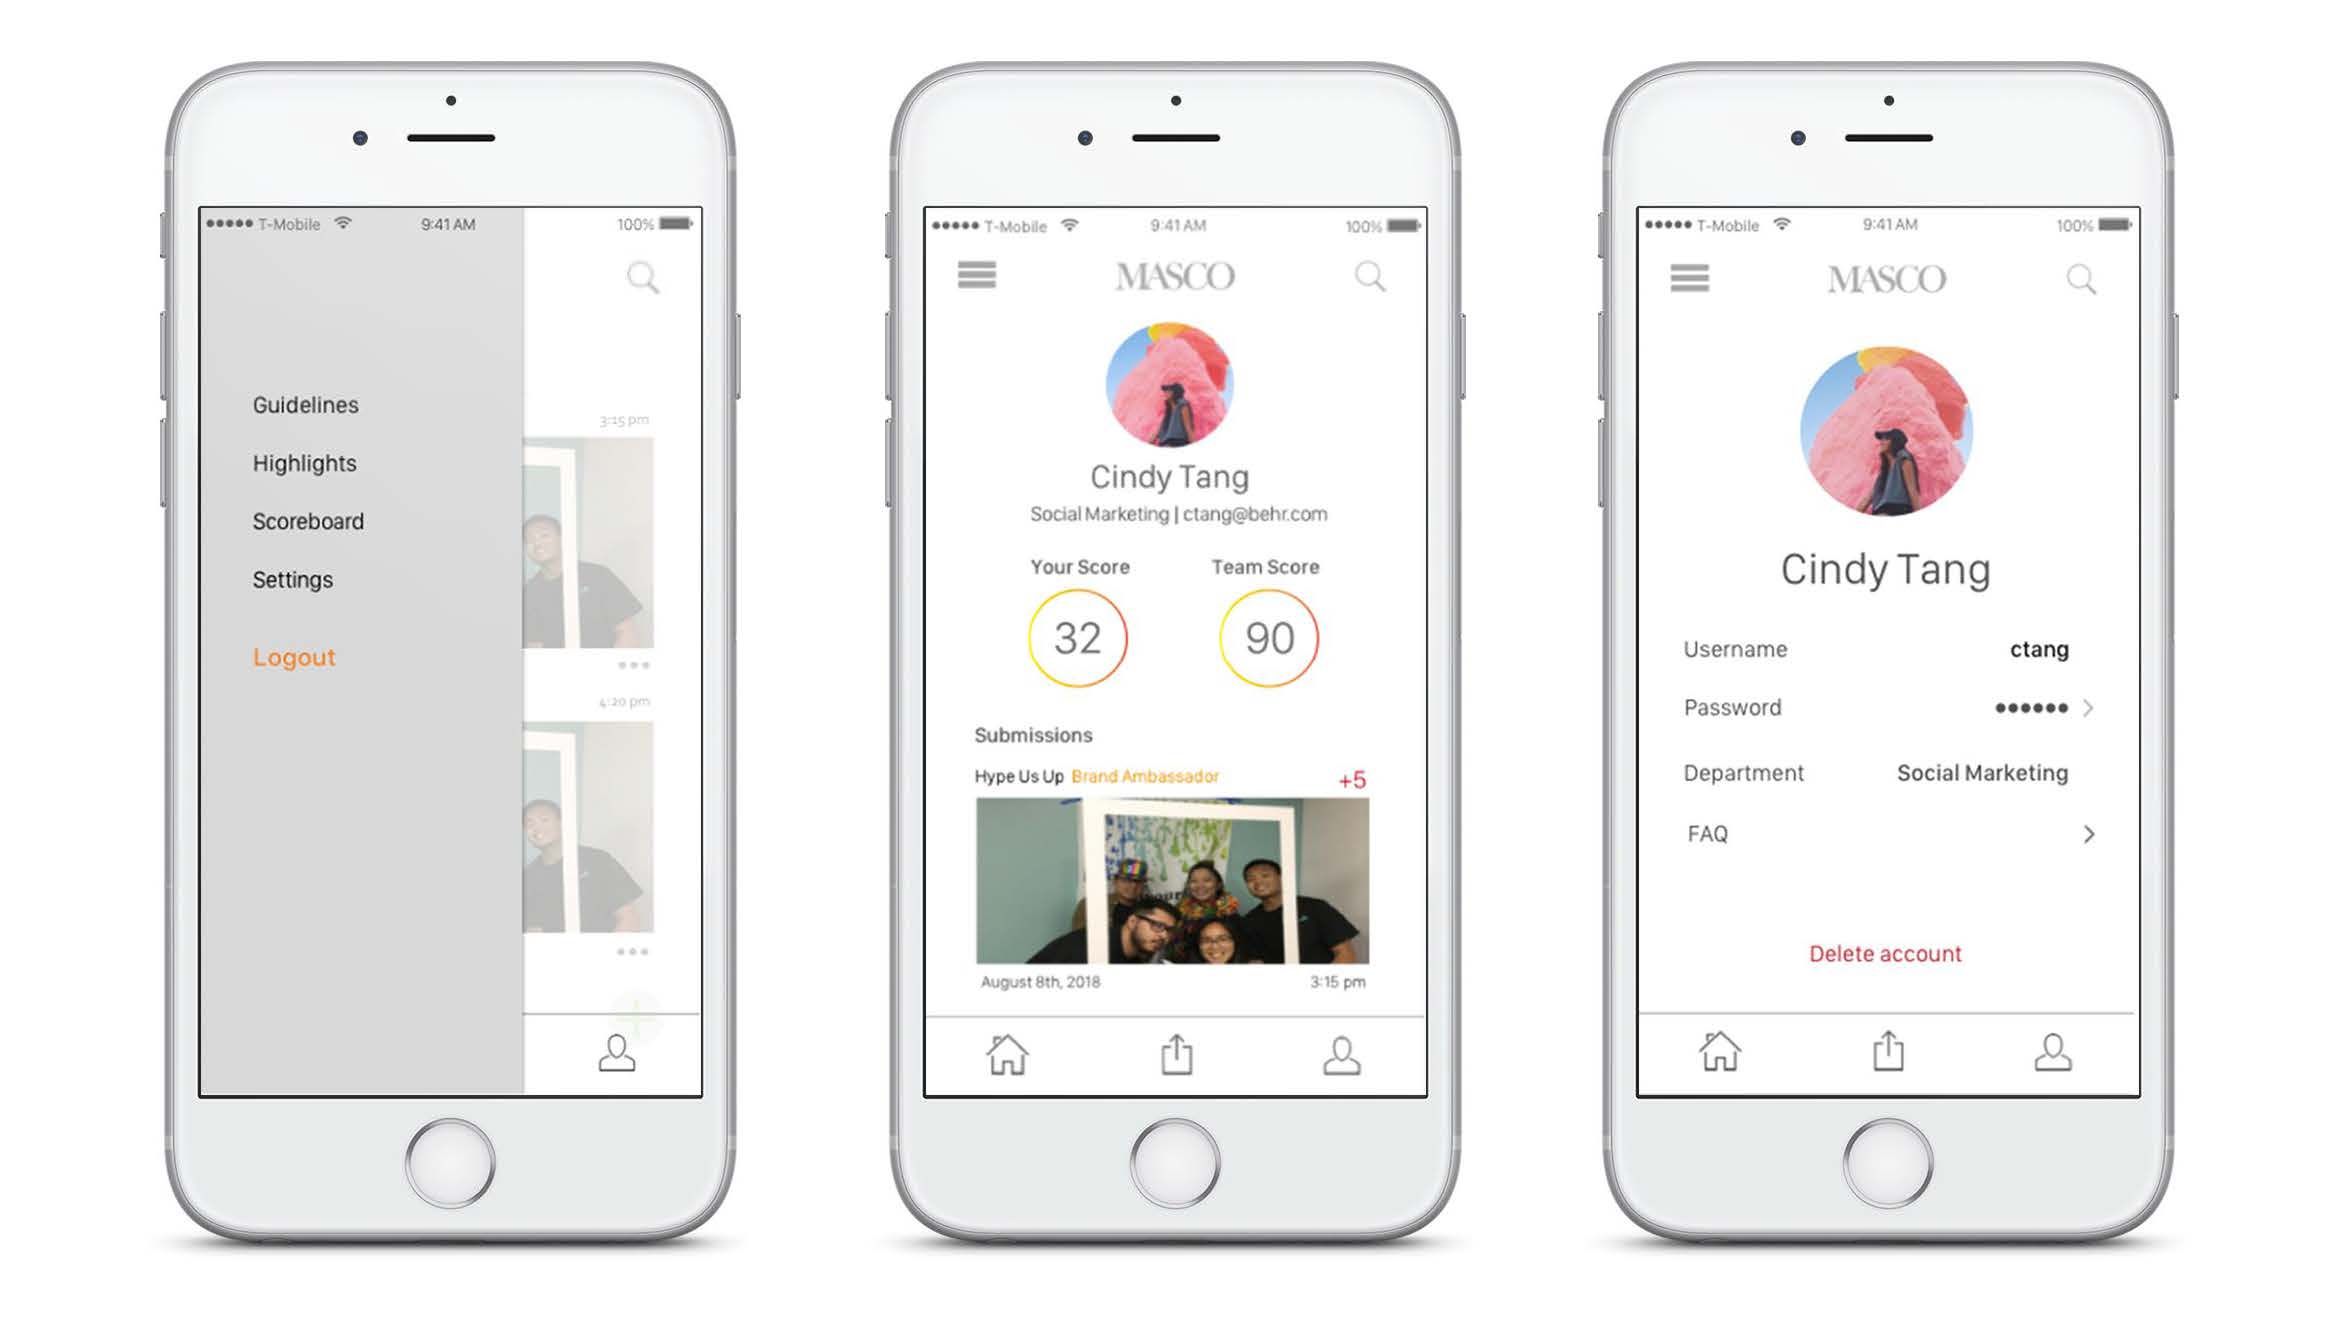 T-Mobile 9:41 AM 100%
3:15 pm
Guidelines
Highlights
Scoreboard
Settings
Logout
4:20 pm
T-Mobile 9:41 AM 100%
MASCO
Cindy Tang
Social Marketing | ctang@behr.com
Your Score Team Score
32 90
Submissions
Hype Us Up Brand Ambassador +5
August 8th, 2018 3:15 pm
T-Mobile 9:41 AM 100%
MASCO
Cindy Tang
Username ctang
Password ••••••
Department Social Marketing
FAQ
Delete account